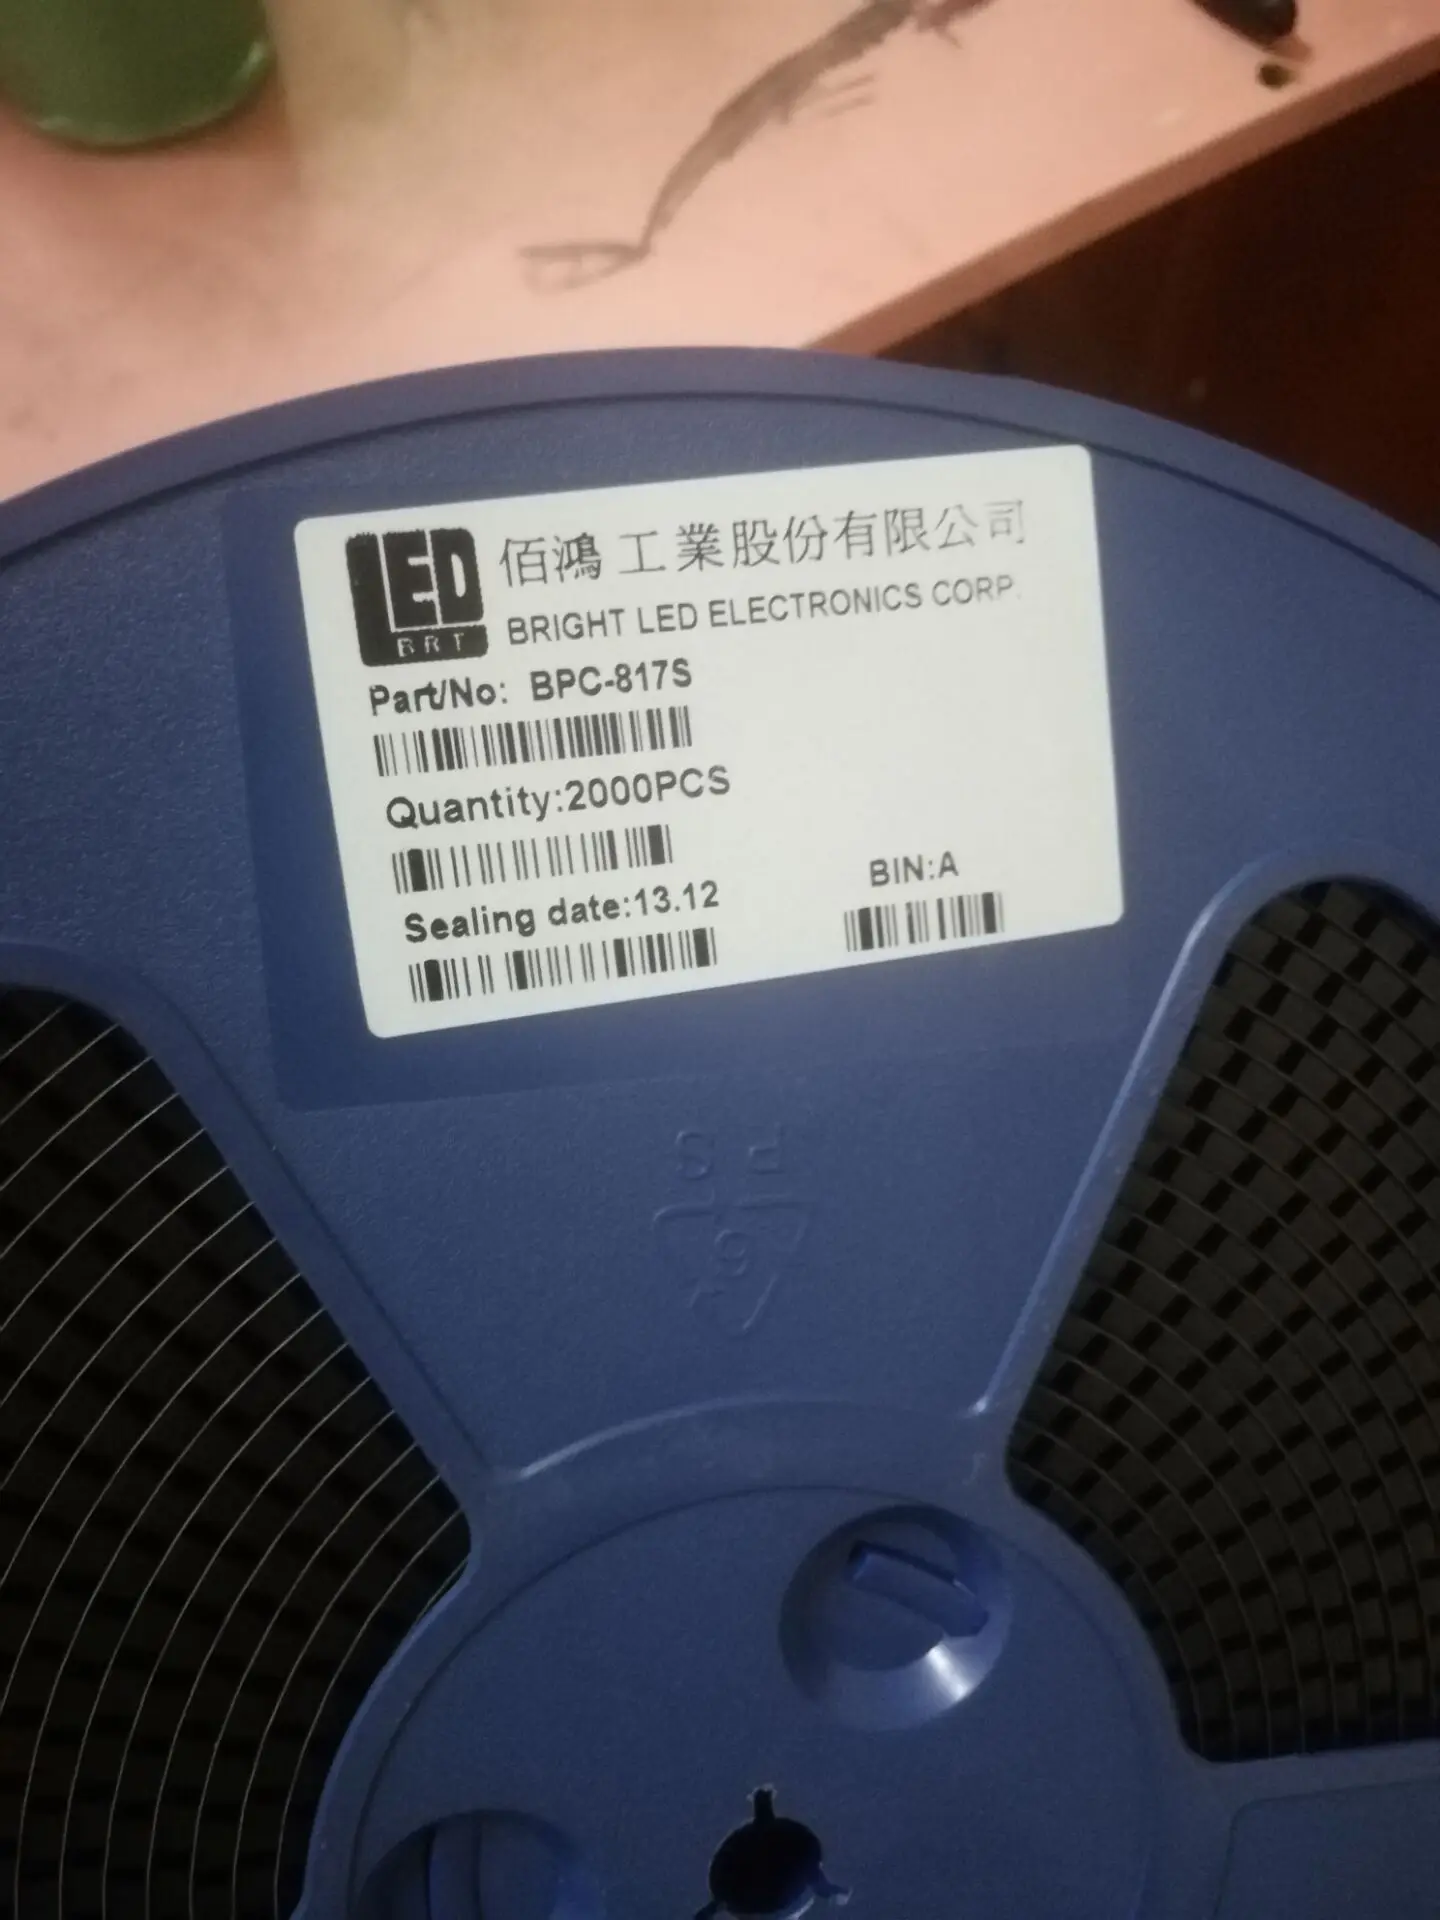 LED
BRT
佰鴻工業股份有限公司
BRIGHT LED ELECTRONICS CORP.
Part/No: BPC-817S
Quantity:2000PCS
Sealing date:13.12
BIN:A
PS